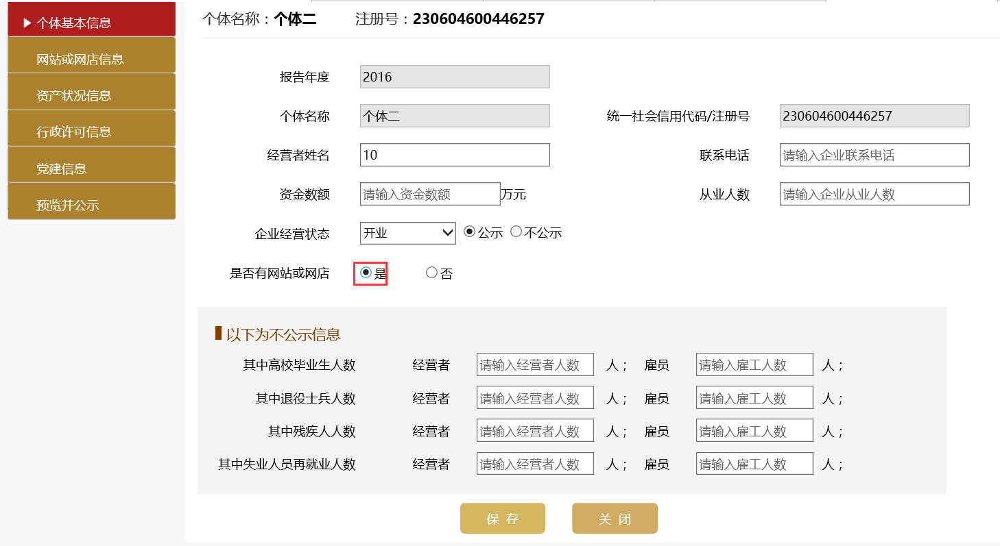 个体基本信息
网站或网店信息
资产状况信息
行政许可信息
党建信息
预览并公示
个体名称：个体二 注册号：230604600446257
报告年度 2016
个体名称 个体二 统一社会信用代码/注册号 230604600446257
经营者姓名 10 联系电话 请输入企业联系电话
资金数额 请输入资金数额 万元 从业人数 请输入企业从业人数
企业经营状态 开业 公示 不公示
是否有网站或网店 是 否
以下为不公示信息
其中高校毕业生人数 经营者 请输入经营者人数 人； 雇员 请输入雇工人数 人；
其中退役士兵人数 经营者 请输入经营者人数 人； 雇员 请输入雇工人数 人；
其中残疾人人数 经营者 请输入经营者人数 人； 雇员 请输入雇工人数 人；
其中失业人员再就业人数 经营者 请输入经营者人数 人； 雇员 请输入雇工人数 人；
保 存 关 闭